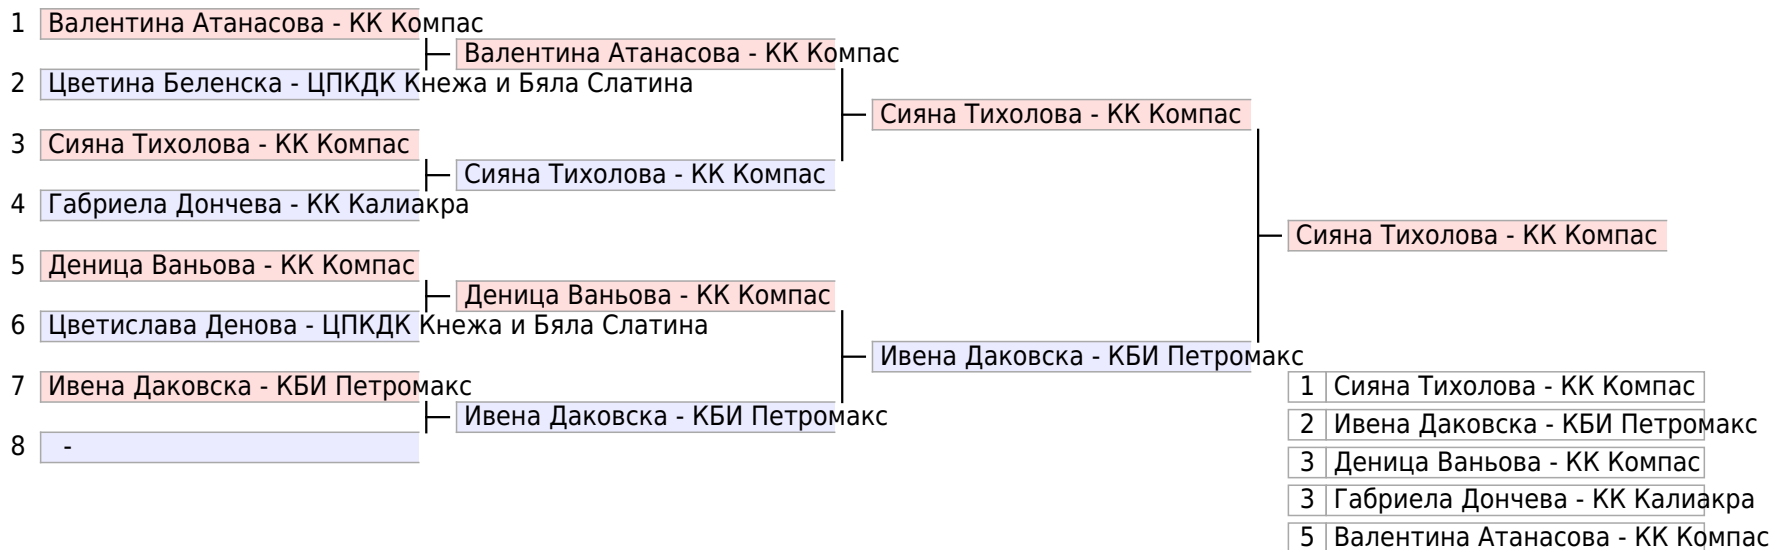 1 Валентина Атанасова - КК Компас
Валентина Атанасова - КК Компас
2 Цветина Беленска - ЦПКДК Кнежа и Бяла Слатина
Сияна Тихолова - КК Компас
3 Сияна Тихолова - КК Компас
Сияна Тихолова - КК Компас
4 Габриела Дончева - КК Калиакра
Сияна Тихолова - КК Компас
5 Деница Ваньова - КК Компас
Деница Ваньова - КК Компас
6 Цветислава Денова - ЦПКДК Кнежа и Бяла Слатина
Ивена Даковска - КБИ Петромакс
7 Ивена Даковска - КБИ Петромакс
Ивена Даковска - КБИ Петромакс
8 -
1 Сияна Тихолова - КК Компас
2 Ивена Даковска - КБИ Петромакс
3 Деница Ваньова - КК Компас
3 Габриела Дончева - КК Калиакра
5 Валентина Атанасова - КК Компас